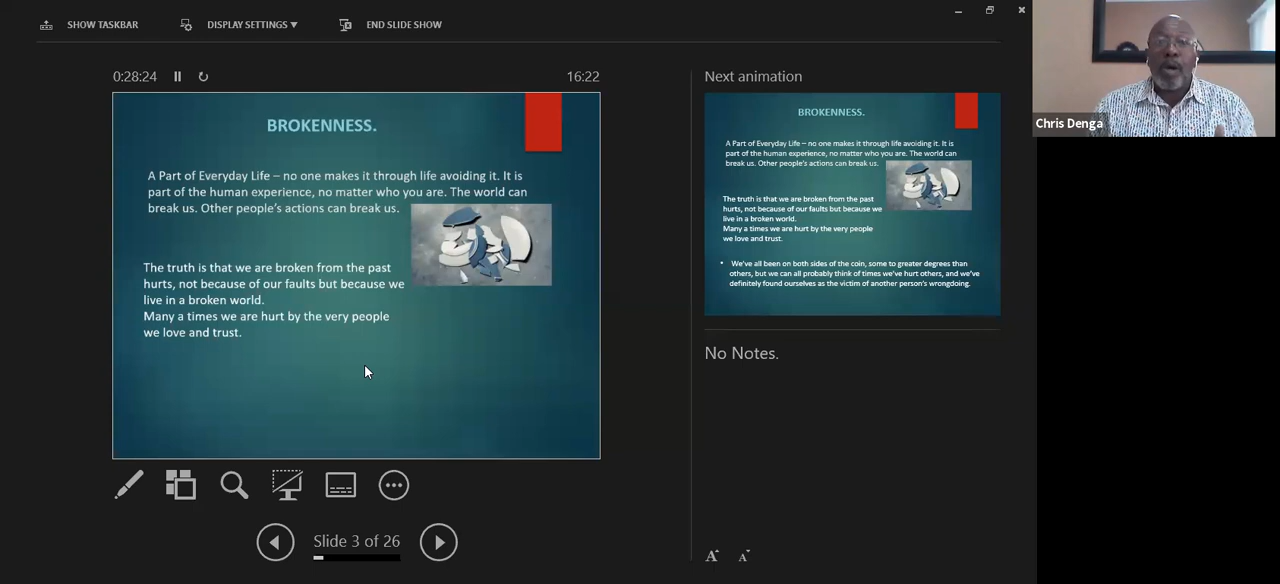 SHOW TASKBAR
DISPLAY SETTINGS
END SLIDE SHOW
0:28:24
16:22
BROKENNESS.
A Part of Everyday Life – no one makes it through life avoiding it. It is
part of the human experience, no matter who you are. The world can
break us. Other people's actions can break us.
The truth is that we are broken from the past
hurts, not because of our faults but because we
live in a broken world.
Many a times we are hurt by the very people
we love and trust.
Slide 3 of 26
Next animation
BROKENNESS.
A Part of Everyday Life – no one makes it through life avoiding it. It is
part of the human experience, no matter who you are. The world can
break us. Other people's actions can break us.
The truth is that we are broken from the past
hurts, not because of our faults but because we
live in a broken world.
Many a times we are hurt by the very people
we love and trust.
• We've all been on both sides of the coin, some to greater degrees than
others, but we can all probably think of times we've hurt others, and we've
definitely found ourselves as the victim of another person's wrongdoing.
No Notes.
A A
Chris Denga